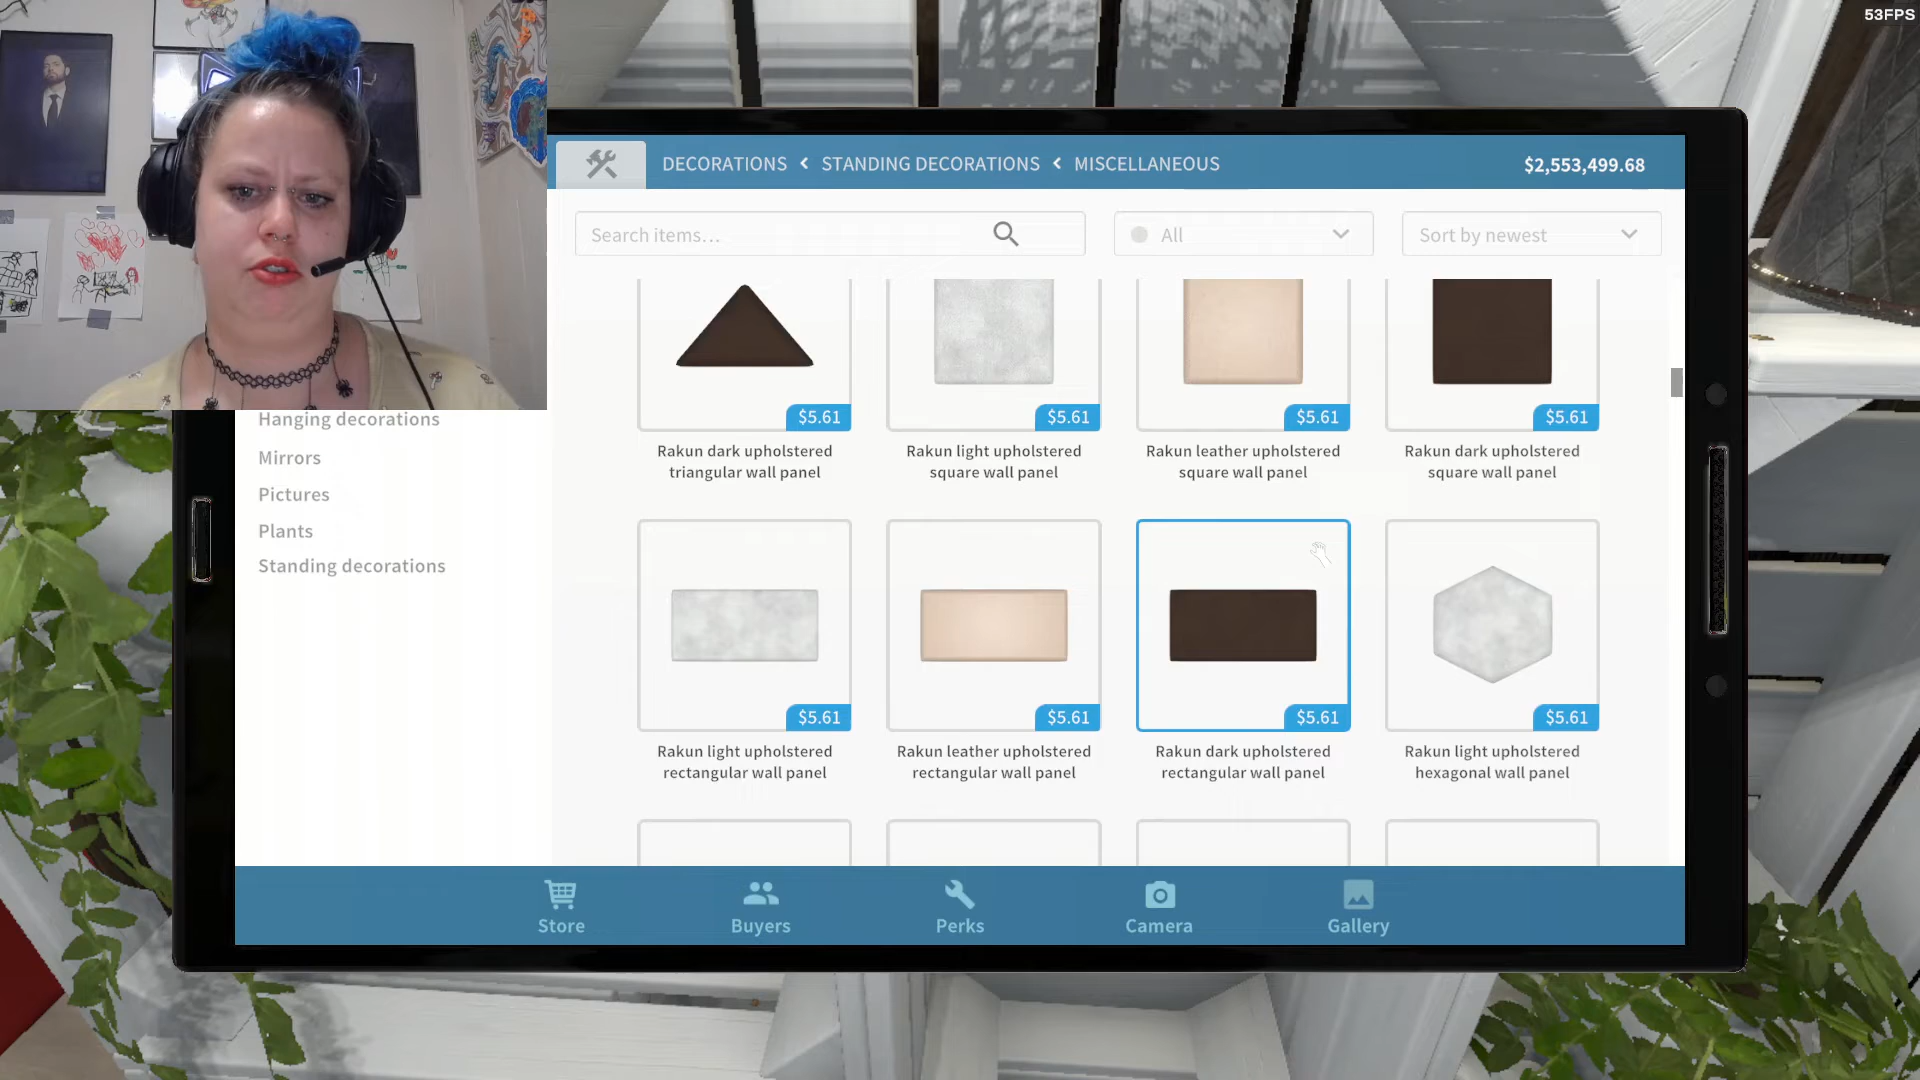 53FPS
DECORATIONS < STANDING DECORATIONS < MISCELLANEOUS
$2,553,499.68
Search items...
All
Sort by newest
Hanging decorations
Mirrors
Pictures
Plants
Standing decorations
$5.61
$5.61
$5.61
$5.61
Rakun dark upholstered
triangular wall panel
Rakun light upholstered
square wall panel
Rakun leather upholstered
square wall panel
Rakun dark upholstered
square wall panel
$5.61
$5.61
$5.61
$5.61
Rakun light upholstered
rectangular wall panel
Rakun leather upholstered
rectangular wall panel
Rakun dark upholstered
rectangular wall panel
Rakun light upholstered
hexagonal wall panel
Store
Buyers
Perks
Camera
Gallery